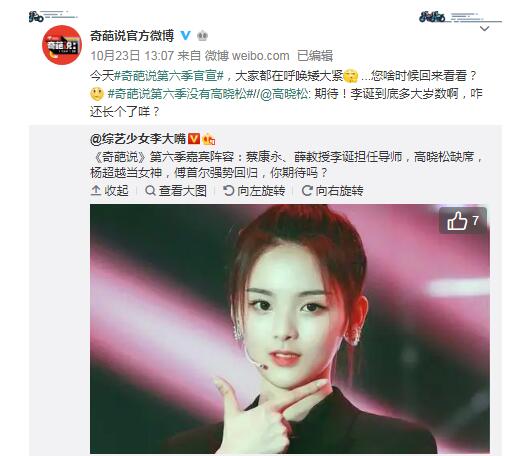 奇葩说
奇葩说官方微博
10月23日 13:07 来自 微博 weibo.com 已编辑
今天#奇葩说第六季官宣#，大家都在呼唤矮大紧...您啥时候回来看看？
#奇葩说第六季没有高晓松#//@高晓松: 期待！李诞到底多大岁数啊，咋
还长个了咩？
@综艺少女李大嘴
《奇葩说》第六季嘉宾阵容：蔡康永、薛教授李诞担任导师，高晓松缺席，
杨超越当女神，傅首尔强势回归，你期待吗？
收起 查看大图 向左旋转 向右旋转
7